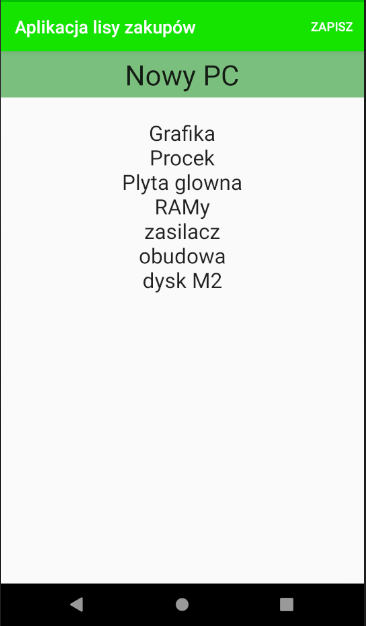 Aplikacja lisy zakupów
ZAPISZ
Nowy PC
Grafika
Procek
Plyta glowna
RAMy
zasilacz
obudowa
dysk M2